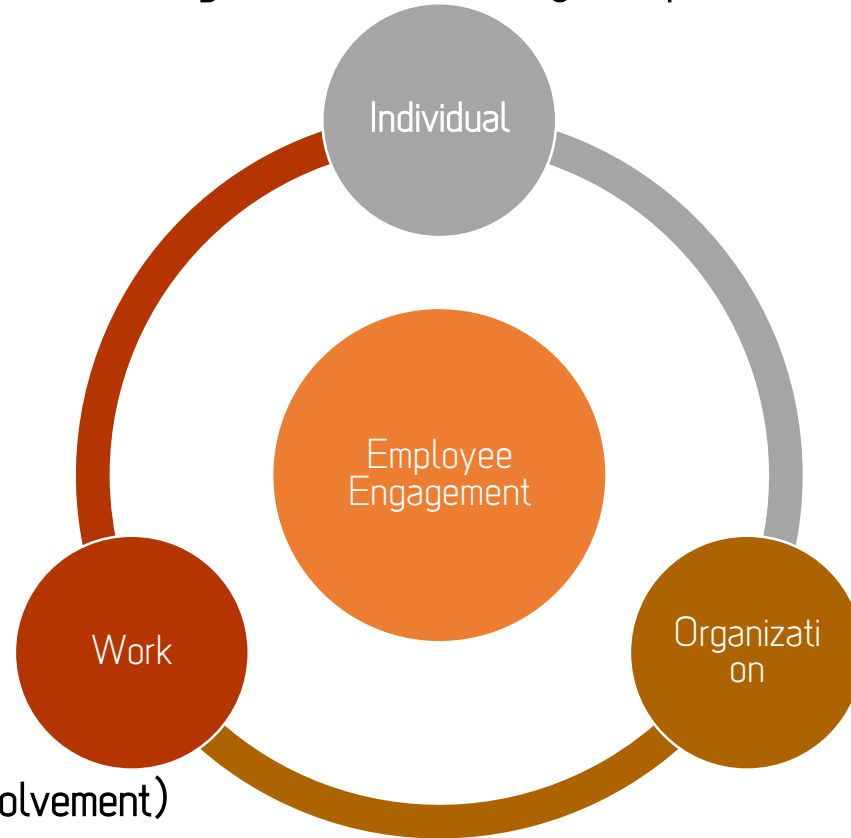 Individual
Employee
Engagement
Work
Organizati
on
olvement)